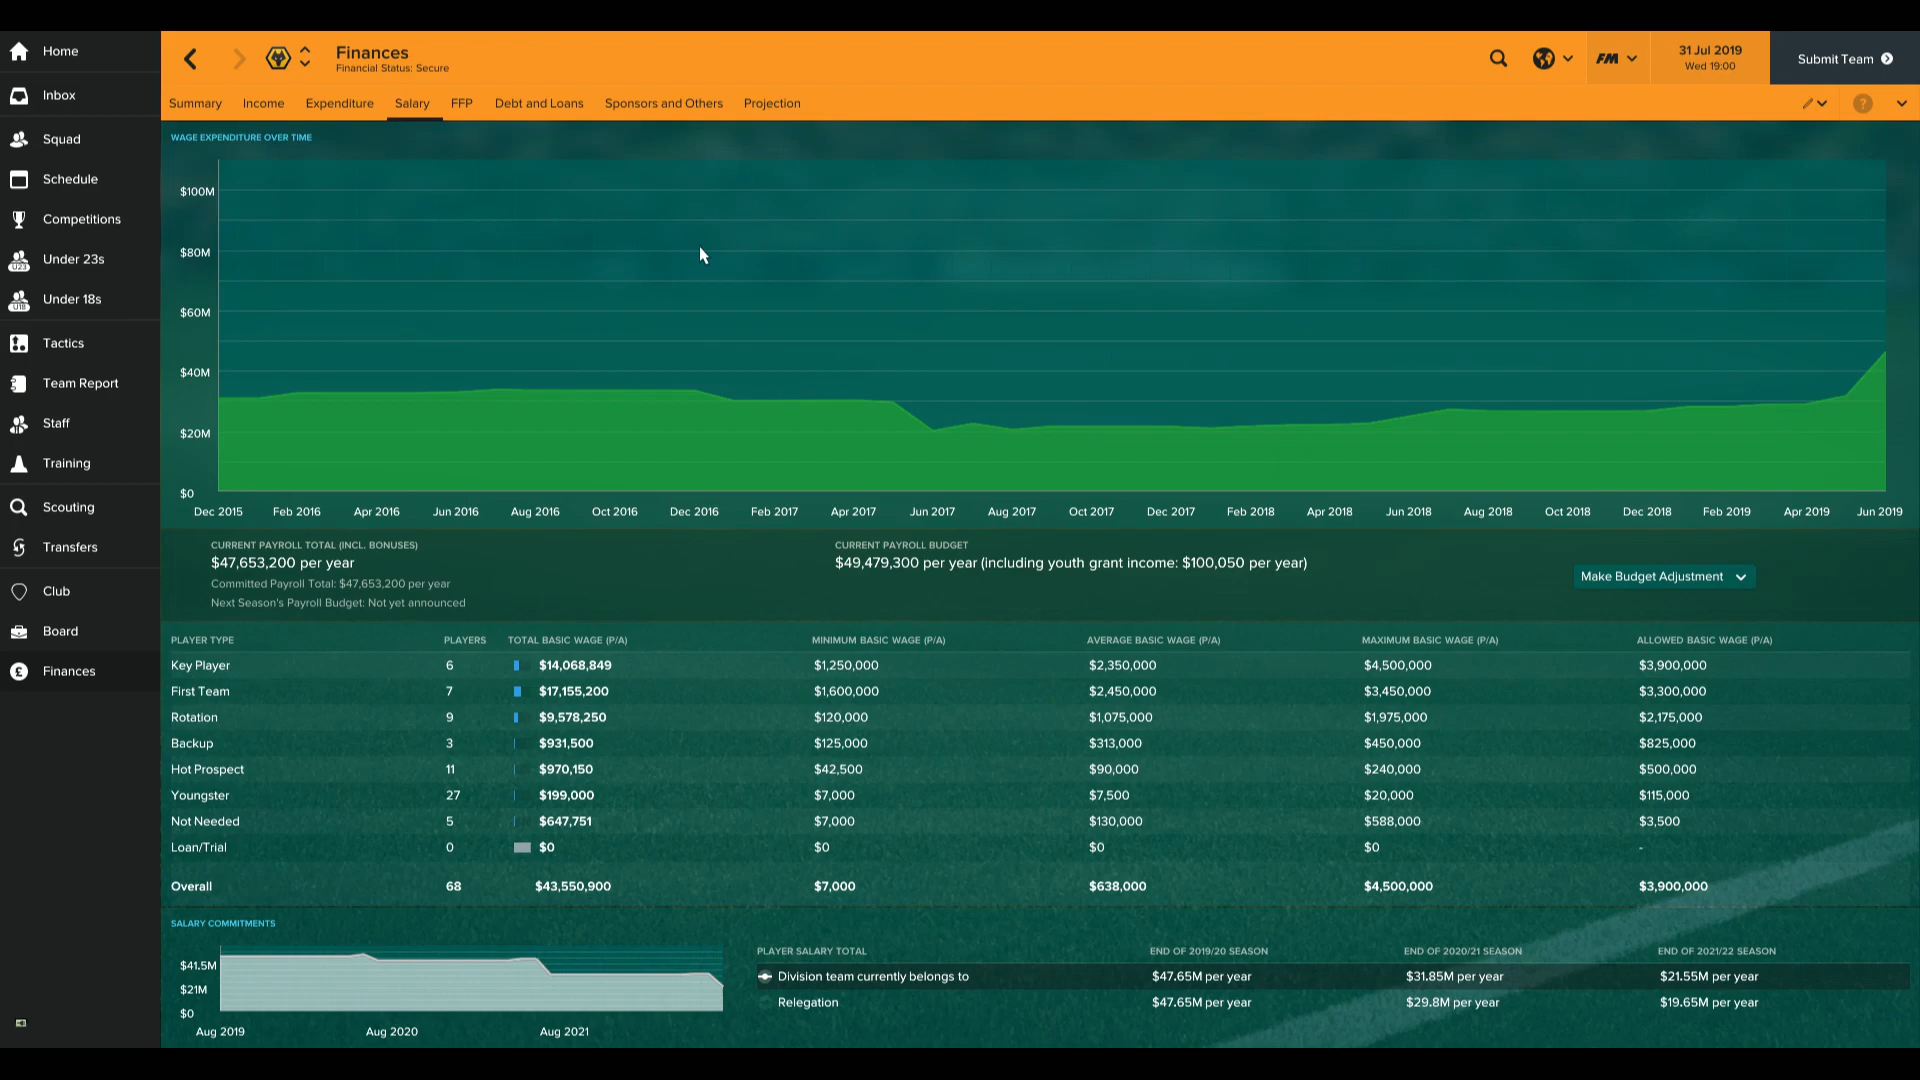 Home
Inbox
Squad
Schedule
Competitions
Under 23s
Under 18s
Tactics
Team Report
Staff
Training
Scouting
Transfers
Club
Board
Finances
Finances
Financial Status: Secure
FM
31 Jul 2019
Wed 19:00
Submit Team
Summary Income Expenditure Salary FFP Debt and Loans Sponsors and Others Projection
?
WAGE EXPENDITURE OVER TIME
$100M
$80M
$60M
$40M
$20M
$0
Dec 2015 Feb 2016 Apr 2016 Jun 2016 Aug 2016 Oct 2016 Dec 2016 Feb 2017 Apr 2017 Jun 2017 Aug 2017 Oct 2017 Dec 2017 Feb 2018 Apr 2018 Jun 2018 Aug 2018 Oct 2018 Dec 2018 Feb 2019 Apr 2019 Jun 2019
CURRENT PAYROLL TOTAL (INCL. BONUSES)
$47,653,200 per year
Committed Payroll Total: $47,653,200 per year
Next Season's Payroll Budget: Not yet announced
CURRENT PAYROLL BUDGET
$49,479,300 per year (including youth grant income: $100,050 per year)
Make Budget Adjustment
PLAYER TYPE PLAYERS TOTAL BASIC WAGE (P/A) MINIMUM BASIC WAGE (P/A) AVERAGE BASIC WAGE (P/A) MAXIMUM BASIC WAGE (P/A) ALLOWED BASIC WAGE (P/A)
Key Player 6 $14,068,849 $1,250,000 $2,350,000 $4,500,000 $3,900,000
First Team 7 $17,155,200 $1,600,000 $2,450,000 $3,450,000 $3,300,000
Rotation 9 $9,578,250 $120,000 $1,075,000 $1,975,000 $2,175,000
Backup 3 $931,500 $125,000 $313,000 $450,000 $825,000
Hot Prospect 11 $970,150 $42,500 $90,000 $240,000 $500,000
Youngster 27 $199,000 $7,000 $7,500 $20,000 $115,000
Not Needed 5 $647,751 $7,000 $130,000 $588,000 $3,500
Loan/Trial 0 $0 $0 $0 $0 -
Overall 68 $43,550,900 $7,000 $638,000 $4,500,000 $3,900,000
SALARY COMMITMENTS
$41.5M
$21M
$0
Aug 2019 Aug 2020 Aug 2021
PLAYER SALARY TOTAL END OF 2019/20 SEASON END OF 2020/21 SEASON END OF 2021/22 SEASON
Division team currently belongs to $47.65M per year $31.85M per year $21.55M per year
Relegation $47.65M per year $29.8M per year $19.65M per year